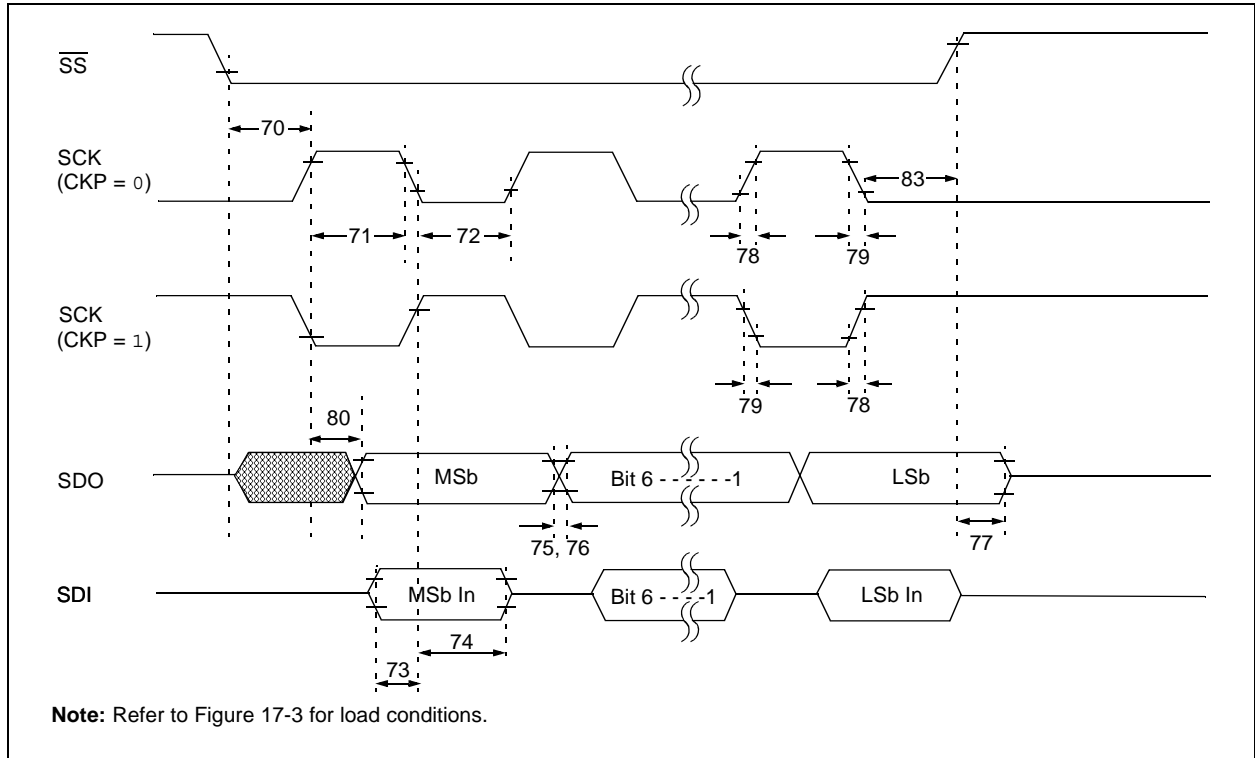 SS
70
SCK
(CKP = 0)
83
71
72
78
79
SCK
(CKP = 1)
79
78
80
SDO
MSb
Bit 6 - - - - - -1
LSb
75, 76
77
SDI
MSb In
Bit 6 - - - -1
LSb In
74
73
Note: Refer to Figure 17-3 for load conditions.